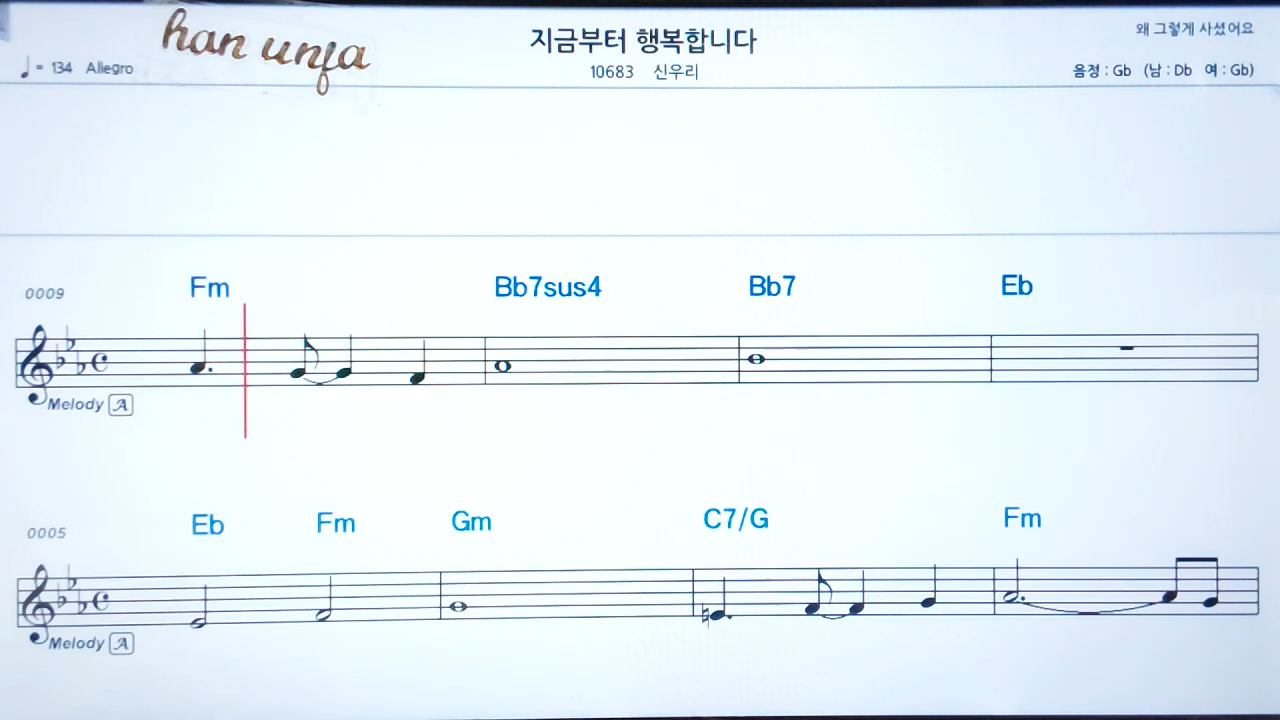 han unfa
지금부터 행복합니다
왜 그렇게 사셨어요
♩ = 134 Allegro
10683 신우리
음정 : Gb (남 : Db 여 : Gb)
0009
Fm Bb7sus4 Bb7 Eb
Melody A
0005
Eb Fm Gm C7/G Fm
Melody A